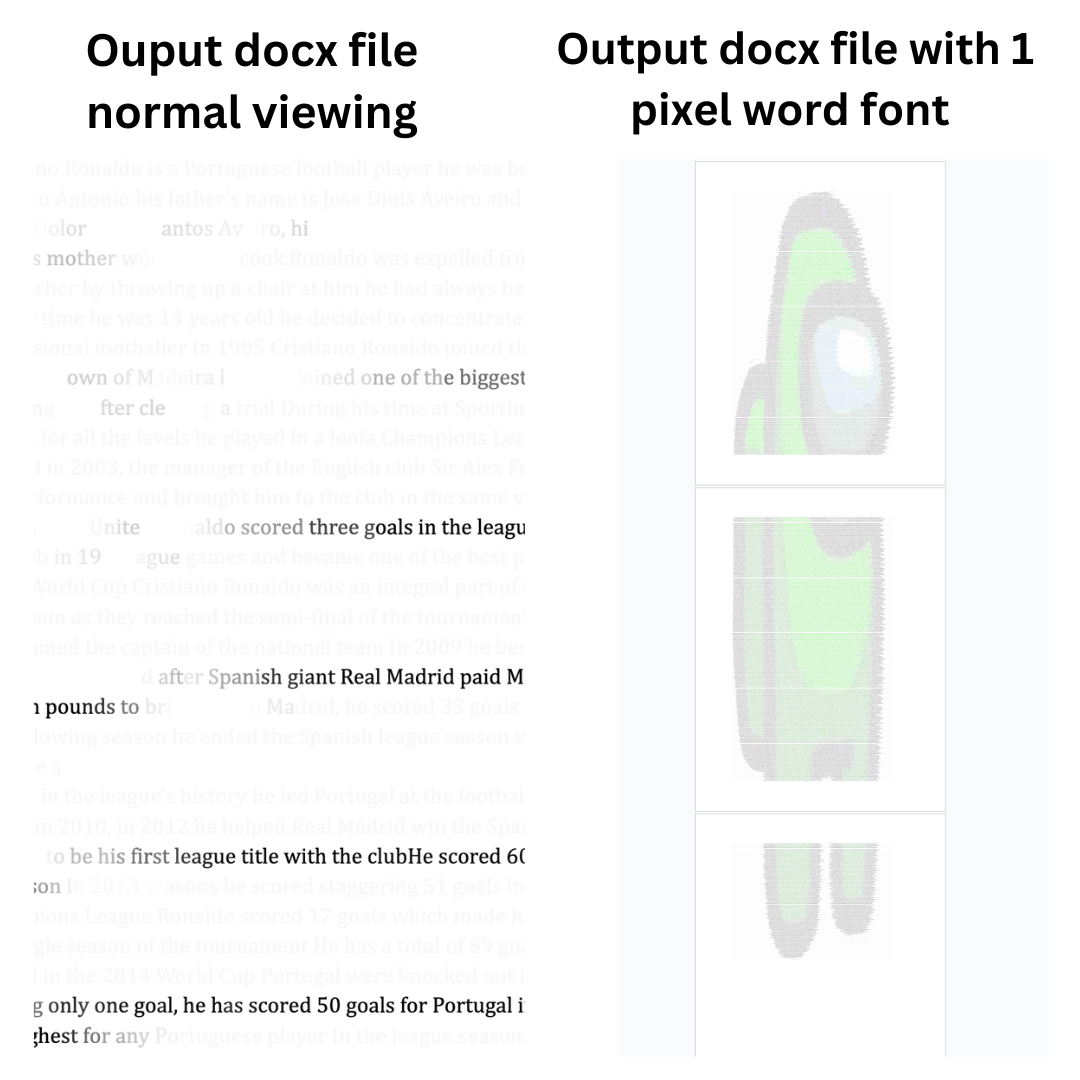 Ouput docx file
normal viewing
no Ronaldo is a Portuguese football player he was
to Antonio his father's name is Jose Dinis Aveiro and
Dolor antos Av ro, hi
s mother wo cook.Ronaldo was expelled fro
cher by throwing up a chair at him he had always be
time he was 14 years old he decided to concentrate
sional footballer In 1995 Cristiano Ronaldo joined th
own of Madeira l oined one of the biggest
ng fter cle g a trial During his time at Sportin
for all the levels he played in a loofa Champions Lea
d in 2003, the manager of the English club Sir Alex Fe
rformance and brought him to the club in the same y
Unite aldo scored three goals in the leagu
b in 19 ague games and became one of the best p
World Cup Cristiano Ronaldo was an integral part of
eam as they reached the semi-final of the tournament
amed the captain of the national team In 2009 he bec
d after Spanish giant Real Madrid paid M
n pounds to bri Madrid, he scored 33 goals
lowing season he ended the Spanish league season w
e a
in the league's history he led Portugal at the footbal
in 2010, in 2012 he helped Real Madrid win the Spa
to be his first league title with the clubHe scored 60
son in 2013 seasons he scored staggering 51 goals in
pions League Ronaldo scored 17 goals which made h
gle season of the tournament He has a total of 89 goa
d in the 2014 World Cup Portugal were knocked out
g only one goal, he has scored 50 goals for Portugal i
ghest for any Portuguese player In the league season
Output docx file with 1
pixel word font